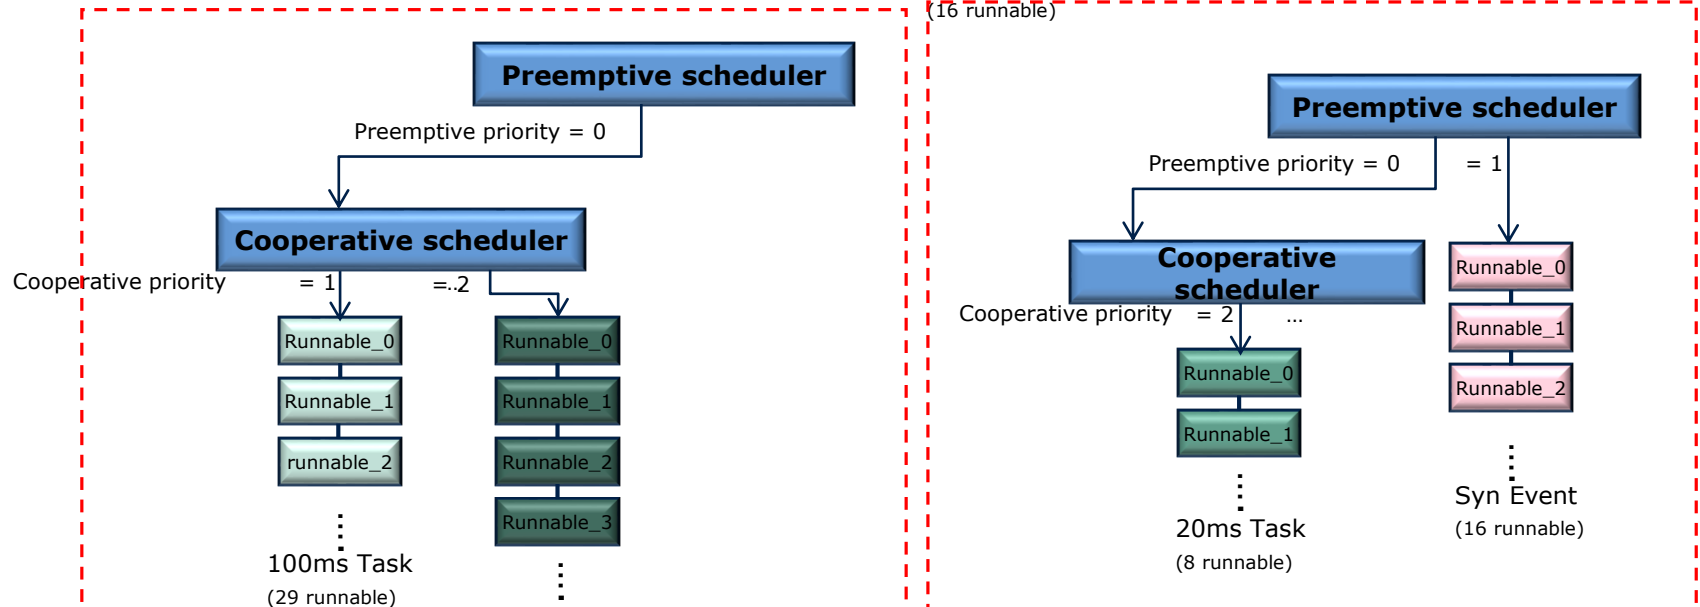 Preemptive scheduler
Preemptive priority = 0
Cooperative scheduler
Cooperative priority
= 1
=..2
Runnable_0
Runnable_1
runnable_2
100ms Task
(29 runnable)
Runnable_0
Runnable_1
Runnable_2
Runnable_3
(16 runnable)
Preemptive scheduler
Preemptive priority = 0
= 1
Cooperative
scheduler
Cooperative priority
= 2
...
Runnable_0
Runnable_1
20ms Task
(8 runnable)
Runnable_0
Runnable_1
Runnable_2
Syn Event
(16 runnable)